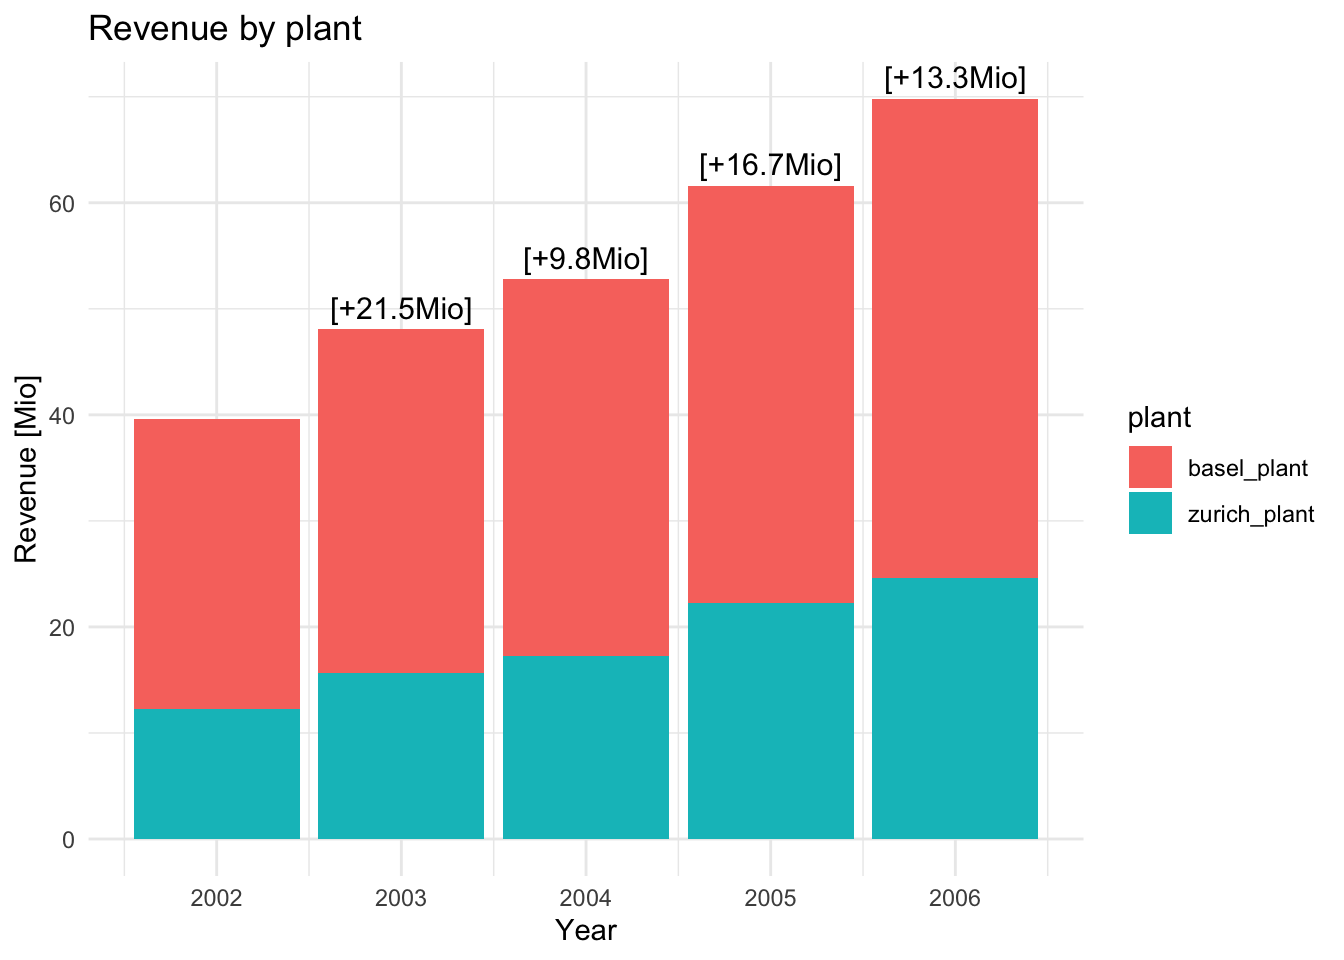 Revenue by plant
[+13.3Mio]
[+16.7Mio]
[+9.8Mio]
[+21.5Mio]
60
40
20
0
Revenue [Mio]
2002 2003 2004 2005 2006
Year
plant
basel_plant
zurich_plant